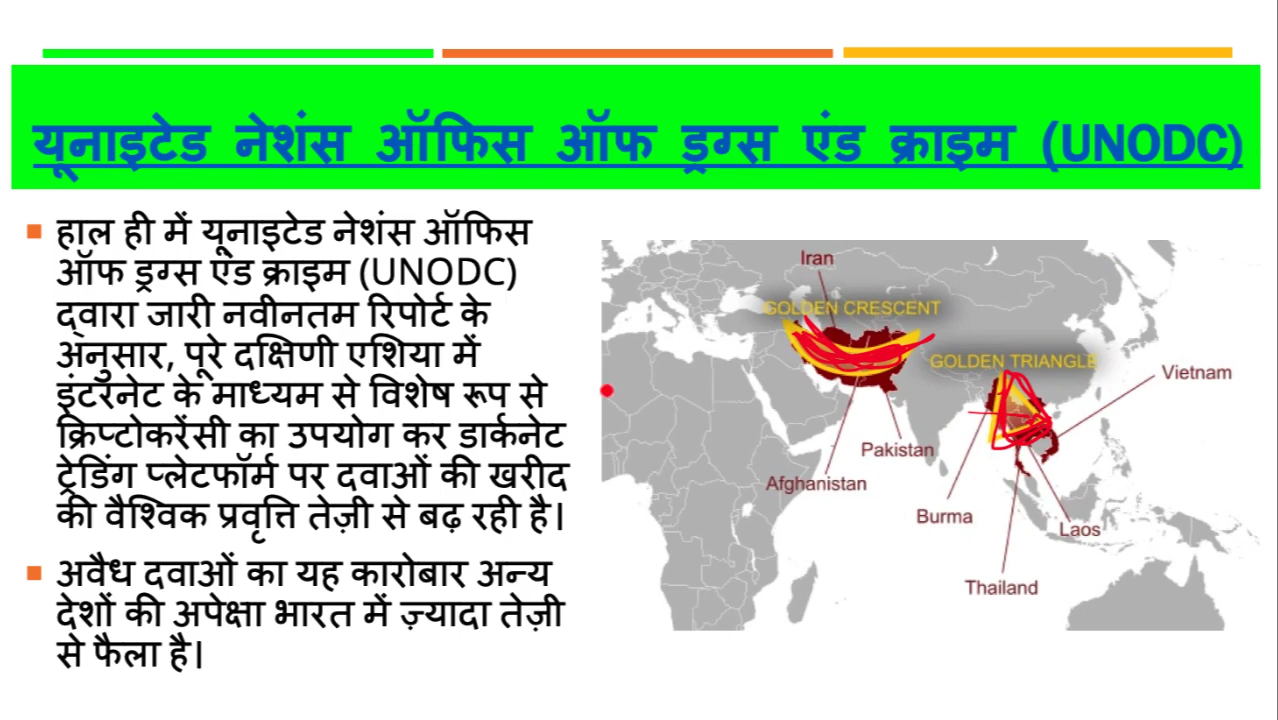 यूनाइटेड नेशंस ऑफिस ऑफ ड्रग्स एंड क्राइम (UNODC)
हाल ही में यूनाइटेड नेशंस ऑफिस
ऑफ ड्रग्स एंड क्राइम (UNODC)
द्वारा जारी नवीनतम रिपोर्ट के
अनुसार, पूरे दक्षिणी एशिया में
इंटरनेट के माध्यम से विशेष रूप से
क्रिप्टोकरेंसी का उपयोग कर डार्कनेट
ट्रेडिंग प्लेटफॉर्म पर दवाओं की खरीद
की वैश्विक प्रवृत्ति तेज़ी से बढ़ रही है।
अवैध दवाओं का यह कारोबार अन्य
देशों की अपेक्षा भारत में ज़्यादा तेज़ी
से फैला है।
Iran
GOLDEN CRESCENT
GOLDEN TRIANGLE
Vietnam
Pakistan
Afghanistan
Burma
Laos
Thailand